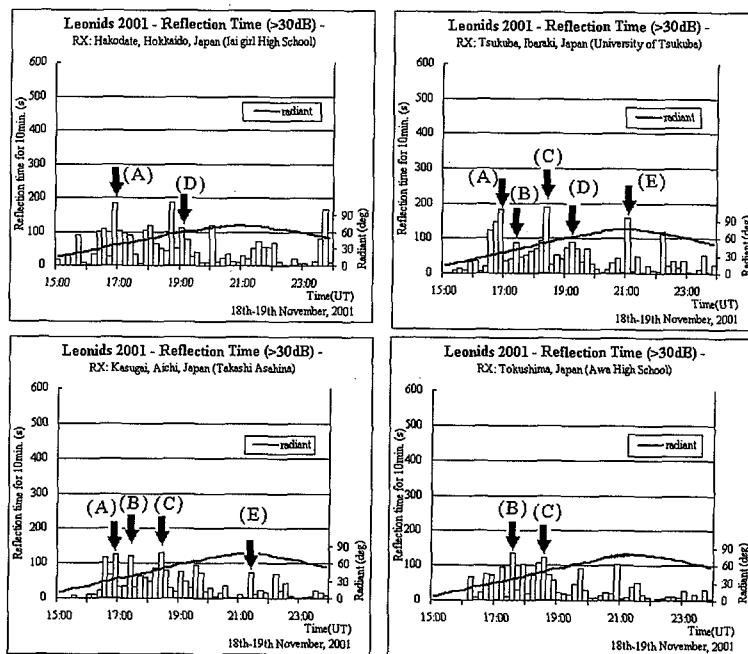 Leonids 2001 - Reflection Time (>30dB) -
RX: Hakodate, Hokkaido, Japan (Iai girl High School)
Reflection time for 10min. (s)
600
500
400
300
200
100
0
radiant
(A)
(D)
90
60
30
0
Radiant (deg)
15:00 17:00 19:00 21:00 23:00
Time(UT)
18th-19th November, 2001
Leonids 2001 - Reflection Time (>30dB) -
RX: Tsukuba, Ibaraki, Japan (University of Tsukuba)
Reflection time for 10min. (s)
600
500
400
300
200
100
0
radiant
(A)
(B)
(C)
(D)
(E)
90
60
30
0
Radiant (deg)
15:00 17:00 19:00 21:00 23:00
Time(UT)
18th-19th November, 2001
Leonids 2001 - Reflection Time (>30dB) -
RX: Kasugai, Aichi, Japan (Takashi Asahina)
Reflection time for 10min. (s)
600
500
400
300
200
100
0
radiant
(A)
(B)
(C)
(E)
90
60
30
0
Radiant (deg)
15:00 17:00 19:00 21:00 23:00
Time(UT)
18th-19th November, 2001
Leonids 2001 - Reflection Time (>30dB) -
RX: Tokushima, Japan (Awa High School)
Reflection time for 10min. (s)
600
500
400
300
200
100
0
radiant
(B)
(C)
90
60
30
0
Radiant (deg)
15:00 17:00 19:00 21:00 23:00
Time(UT)
18th-19th November, 2001